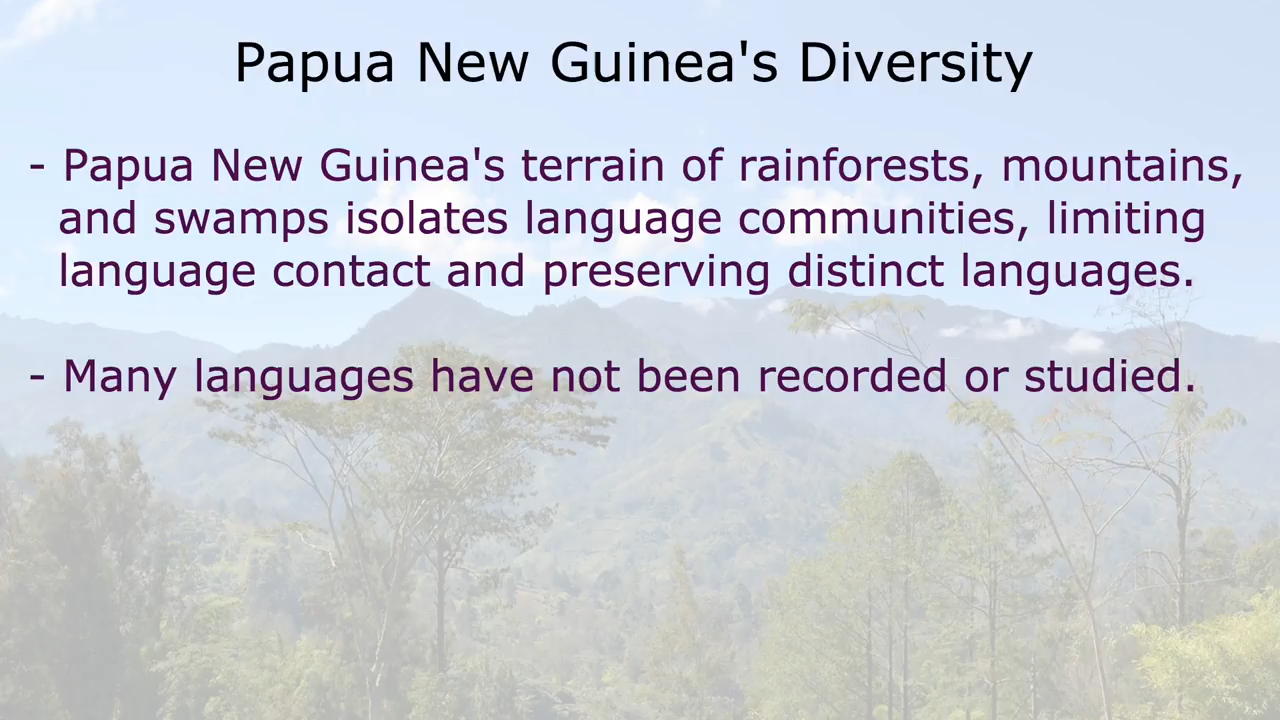 Papua New Guinea's Diversity
- Papua New Guinea's terrain of rainforests, mountains,
and swamps isolates language communities, limiting
language contact and preserving distinct languages.
- Many languages have not been recorded or studied.